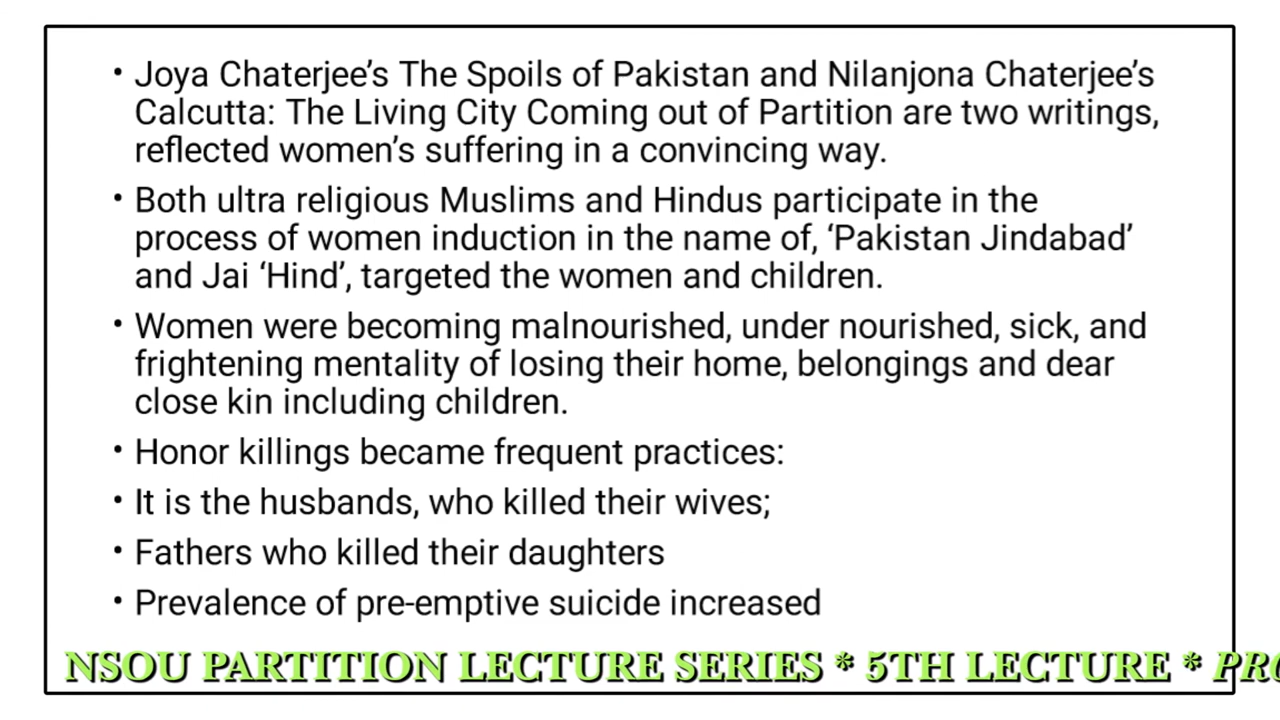 • Joya Chaterjee’s The Spoils of Pakistan and Nilanjona Chaterjee’s
Calcutta: The Living City Coming out of Partition are two writings,
reflected women’s suffering in a convincing way.
• Both ultra religious Muslims and Hindus participate in the
process of women induction in the name of, ‘Pakistan Jindabad’
and Jai ‘Hind’, targeted the women and children.
• Women were becoming malnourished, under nourished, sick, and
frightening mentality of losing their home, belongings and dear
close kin including children.
• Honor killings became frequent practices:
• It is the husbands, who killed their wives;
• Fathers who killed their daughters
• Prevalence of pre-emptive suicide increased
NSOU PARTITION LECTURE SERIES * 5TH LECTURE *